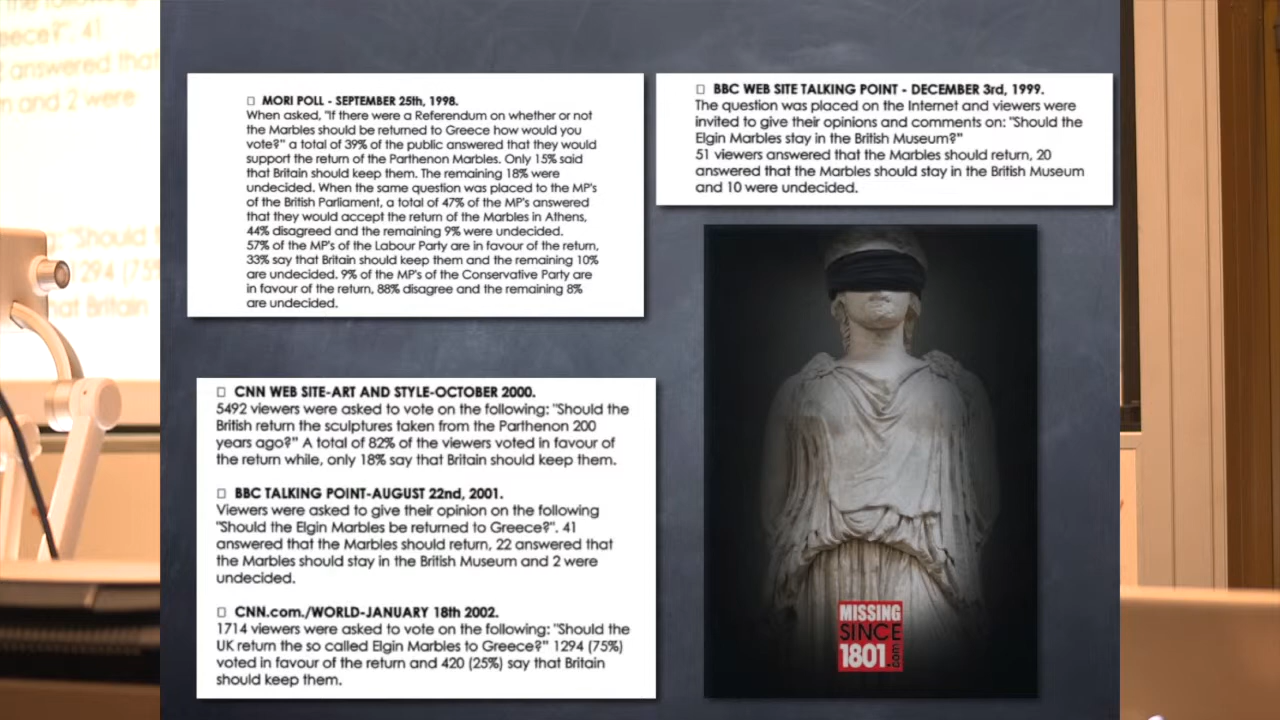 MORI POLL - SEPTEMBER 25th, 1998.
When asked, "If there were a Referendum on whether or not
the Marbles should be returned to Greece how would you
vote?" a total of 39% of the public answered that they would
support the return of the Parthenon Marbles. Only 15% said
that Britain should keep them. The remaining 18% were
undecided. When the same question was placed to the MP's
of the British Parliament, a total of 47% of the MP's answered
that they would accept the return of the Marbles in Athens,
44% disagreed and the remaining 9% were undecided.
57% of the MP's of the Labour Party are in favour of the return,
33% say that Britain should keep them and the remaining 10%
are undecided. 9% of the MP's of the Conservative Party are
in favour of the return, 88% disagree and the remaining 8%
are undecided.
BBC WEB SITE TALKING POINT - DECEMBER 3rd, 1999.
The question was placed on the Internet and viewers were
invited to give their opinions and comments on: "Should the
Elgin Marbles stay in the British Museum?"
51 viewers answered that the Marbles should return, 20
answered that the Marbles should stay in the British Museum
and 10 were undecided.
CNN WEB SITE-ART AND STYLE-OCTOBER 2000.
5492 viewers were asked to vote on the following: "Should the
British return the sculptures taken from the Parthenon 200
years ago?" A total of 82% of the viewers voted in favour of
the return while, only 18% say that Britain should keep them.
BBC TALKING POINT-AUGUST 22nd, 2001.
Viewers were asked to give their opinion on the following
"Should the Elgin Marbles be returned to Greece?". 41
answered that the Marbles should return, 22 answered that
the Marbles should stay in the British Museum and 2 were
undecided.
CNN.com./WORLD-JANUARY 18th 2002.
1714 viewers were asked to vote on the following: "Should the
UK return the so called Elgin Marbles to Greece?" 1294 (75%)
voted in favour of the return and 420 (25%) say that Britain
should keep them.
MISSING
SINCE
1801.com